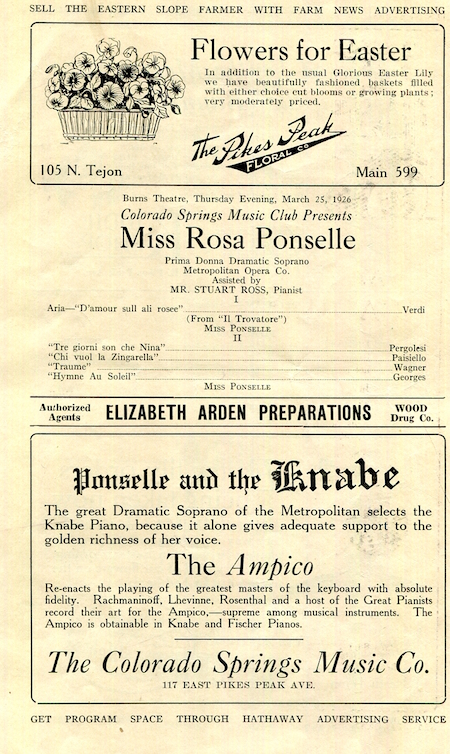 SELL THE EASTERN SLOPE FARMER WITH FARM NEWS ADVERTISING
Flowers for Easter
In addition to the usual Glorious Easter Lily
we have beautifully fashioned baskets filled
with either choice cut blooms or growing plants;
very moderately priced.
The Pikes Peak
FLORAL CO
105 N. Tejon Main 599
Burns Theatre, Thursday Evening, March 25, 1926
Colorado Springs Music Club Presents
Miss Rosa Ponselle
Prima Donna Dramatic Soprano
Metropolitan Opera Co.
Assisted by
MR. STUART ROSS, Pianist
I
Aria—"D'amour sull ali rosee" Verdi
(From "Il Trovatore")
MISS PONSELLE
II
"Tre giorni son che Nina" Pergolesi
"Chi vuol la Zingarella" Paisiello
"Traume" Wagner
"Hymne Au Soleil" Georges
MISS PONSELLE
Authorized Agents ELIZABETH ARDEN PREPARATIONS WOOD Drug Co.
Ponselle and the Knabe
The great Dramatic Soprano of the Metropolitan selects the
Knabe Piano, because it alone gives adequate support to the
golden richness of her voice.
The Ampico
Re-enacts the playing of the greatest masters of the keyboard with absolute
fidelity. Rachmaninoff, Lhevinne, Rosenthal and a host of the Great Pianists
record their art for the Ampico,—supreme among musical instruments. The
Ampico is obtainable in Knabe and Fischer Pianos.
The Colorado Springs Music Co.
117 EAST PIKES PEAK AVE.
GET PROGRAM SPACE THROUGH HATHAWAY ADVERTISING SERVICE